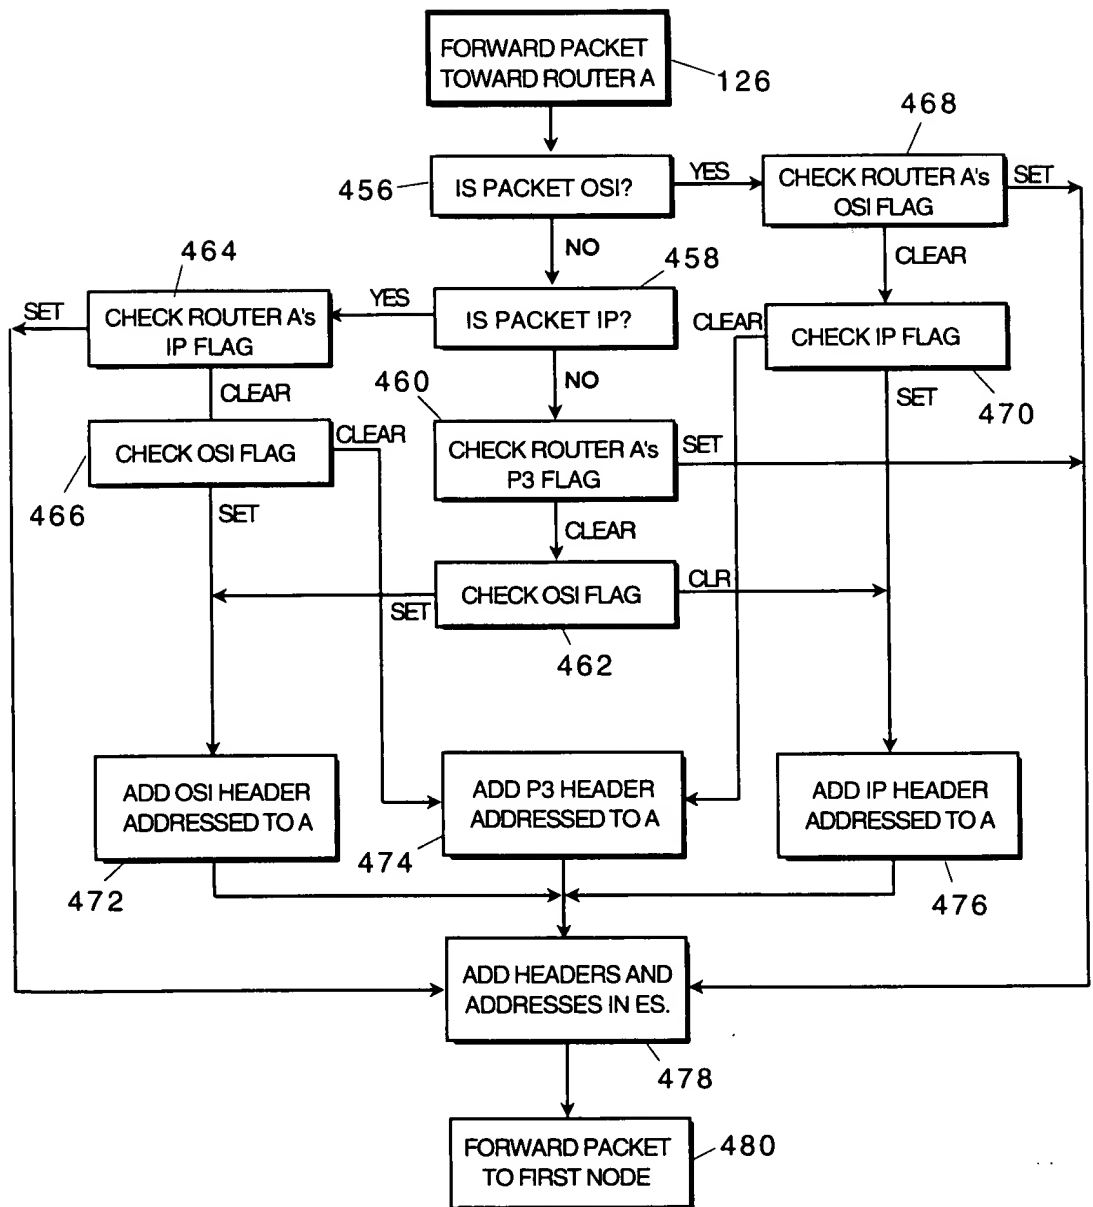 FORWARD PACKET
TOWARD ROUTER A
126
468
456
IS PACKET OSI?
YES
CHECK ROUTER A's
OSI FLAG
SET
NO
CLEAR
464
458
SET
CHECK ROUTER A's
IP FLAG
YES
IS PACKET IP?
CLEAR
CHECK IP FLAG
470
CLEAR
NO
SET
460
CHECK OSI FLAG
CLEAR
466
CHECK ROUTER A's
P3 FLAG
SET
SET
CLEAR
SET
CHECK OSI FLAG
CLR
462
ADD OSI HEADER
ADDRESSED TO A
472
ADD P3 HEADER
ADDRESSED TO A
474
ADD IP HEADER
ADDRESSED TO A
476
ADD HEADERS AND
ADDRESSES IN ES.
478
FORWARD PACKET
TO FIRST NODE
480